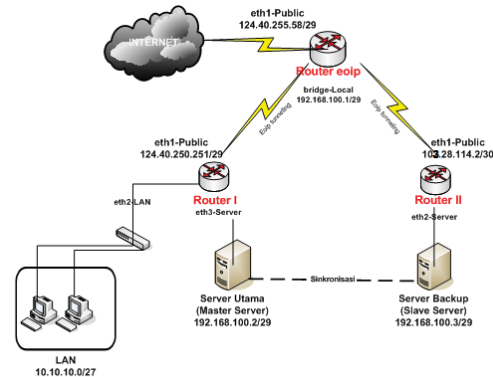 eth1-Public
124.40.255.58/29
INTERNET
Router eoip
bridge-Local
192.168.100.1/29
Eoip tunneling
Eoip tunneling
eth1-Public
124.40.250.251/29
eth1-Public
103.28.114.2/30
Router I
Router II
eth2-LAN
eth3-Server
eth2-Server
Sinkronisasi
Server Utama
(Master Server)
192.168.100.2/29
Server Backup
(Slave Server)
192.168.100.3/29
LAN
10.10.10.0/27